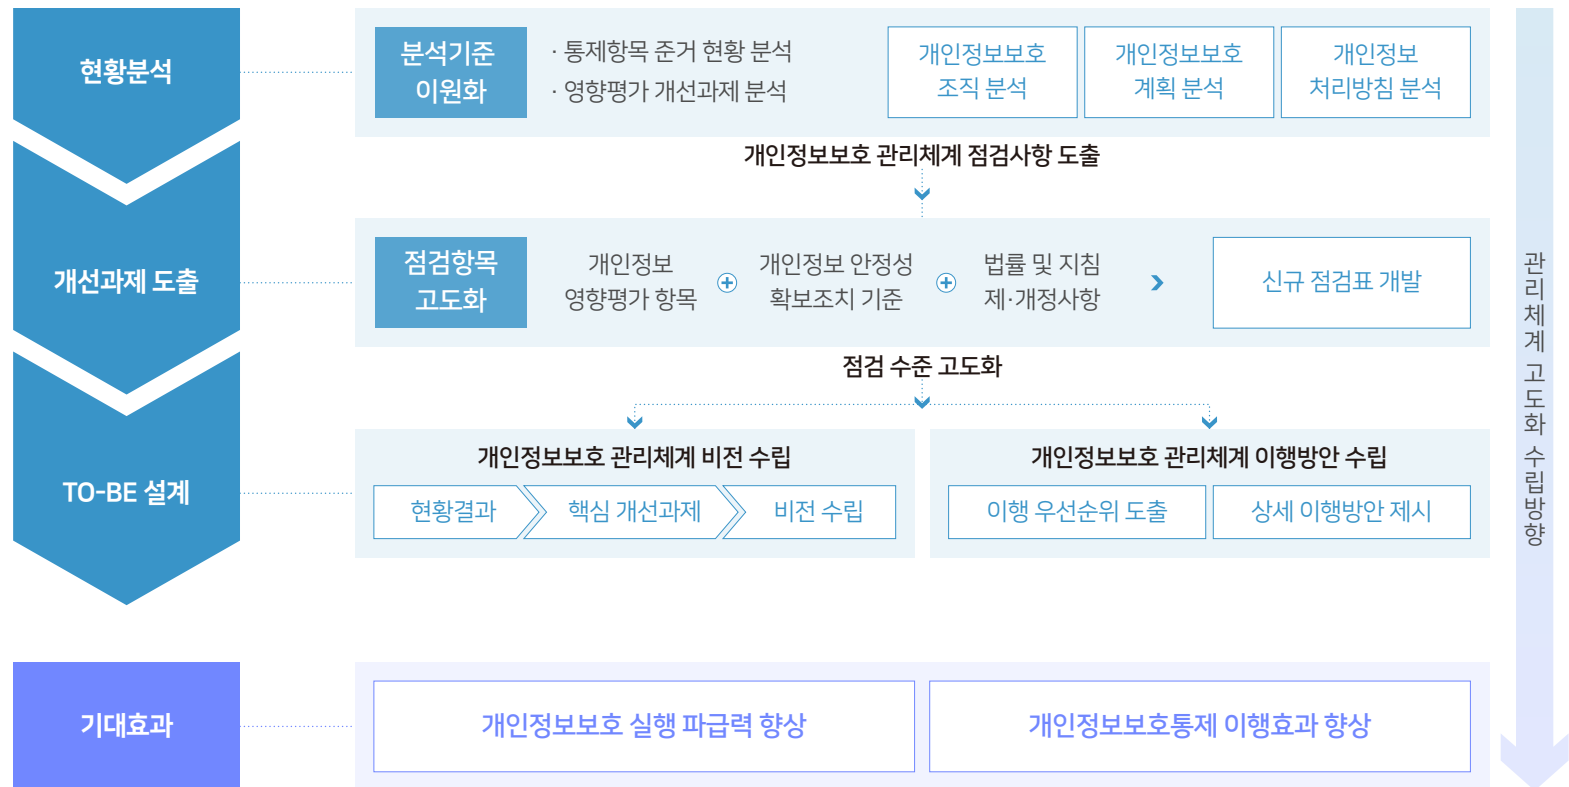 현황분석
분석기준
이원화
· 통제항목 준거 현황 분석
· 영향평가 개선과제 분석
개인정보보호
조직 분석
개인정보보호
계획 분석
개인정보
처리방침 분석
개인정보보호 관리체계 점검사항 도출
개선과제 도출
점검항목
고도화
개인정보
영향평가 항목
개인정보 안정성
확보조치 기준
법률 및 지침
제·개정사항
신규 점검표 개발
점검 수준 고도화
TO-BE 설계
개인정보보호 관리체계 비전 수립
현황결과
핵심 개선과제
비전 수립
개인정보보호 관리체계 이행방안 수립
이행 우선순위 도출
상세 이행방안 제시
기대효과
개인정보보호 실행 파급력 향상
개인정보보호통제 이행효과 향상
관리체계 고도화 수립방향